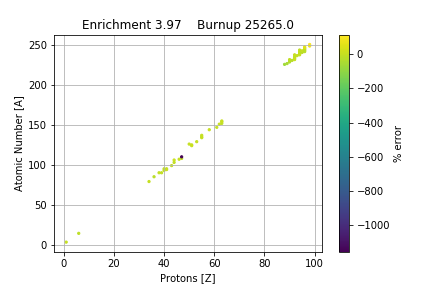 Enrichment 3.97    Burnup 25265.0
Atomic Number [A]
250
200
150
100
50
0
0 20 40 60 80 100
Protons [Z]
0
−200
−400
−600
−800
−1000
% error